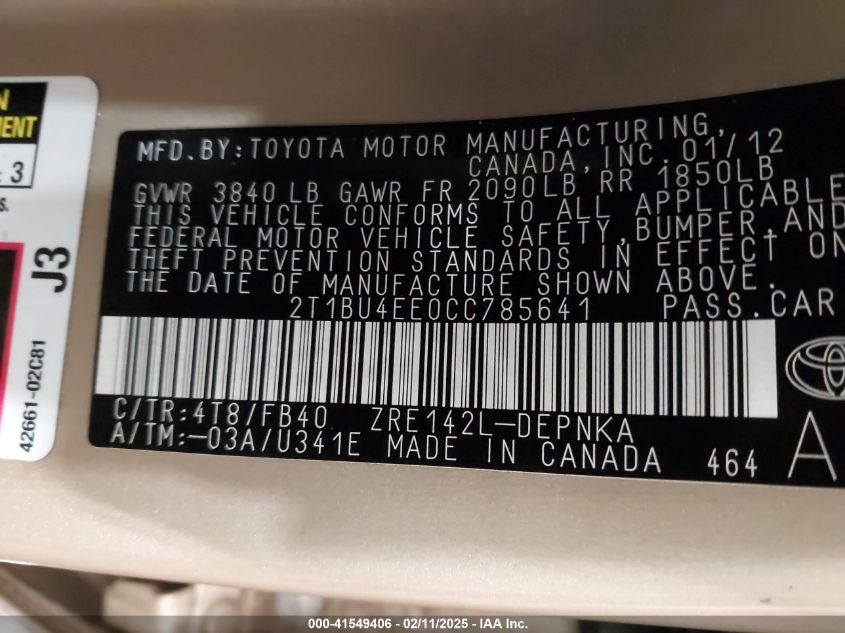 N
MENT
: 3
s.
J3
42661-02C81
MFD.BY:TOYOTA MOTOR MANUFACTURING,
CANADA,INC. 01/12
GVWR 3840LB GAWR FR 2090LB RR 1850LB
THIS VEHICLE CONFORMS TO ALL APPLICABLE
FEDERAL MOTOR VEHICLE SAFETY,BUMPER,AND
THEFT PREVENTION STANDARDS IN EFFECT ON
THE DATE OF MANUFACTURE SHOWN ABOVE.
2T1BU4EE0CC785641 PASS.CAR
C/TR:4T8/FB40 ZRE142L-DEPNKA
A/TM:-03A/U341E MADE IN CANADA 464 A
000-41549406 - 02/11/2025 - IAA Inc.